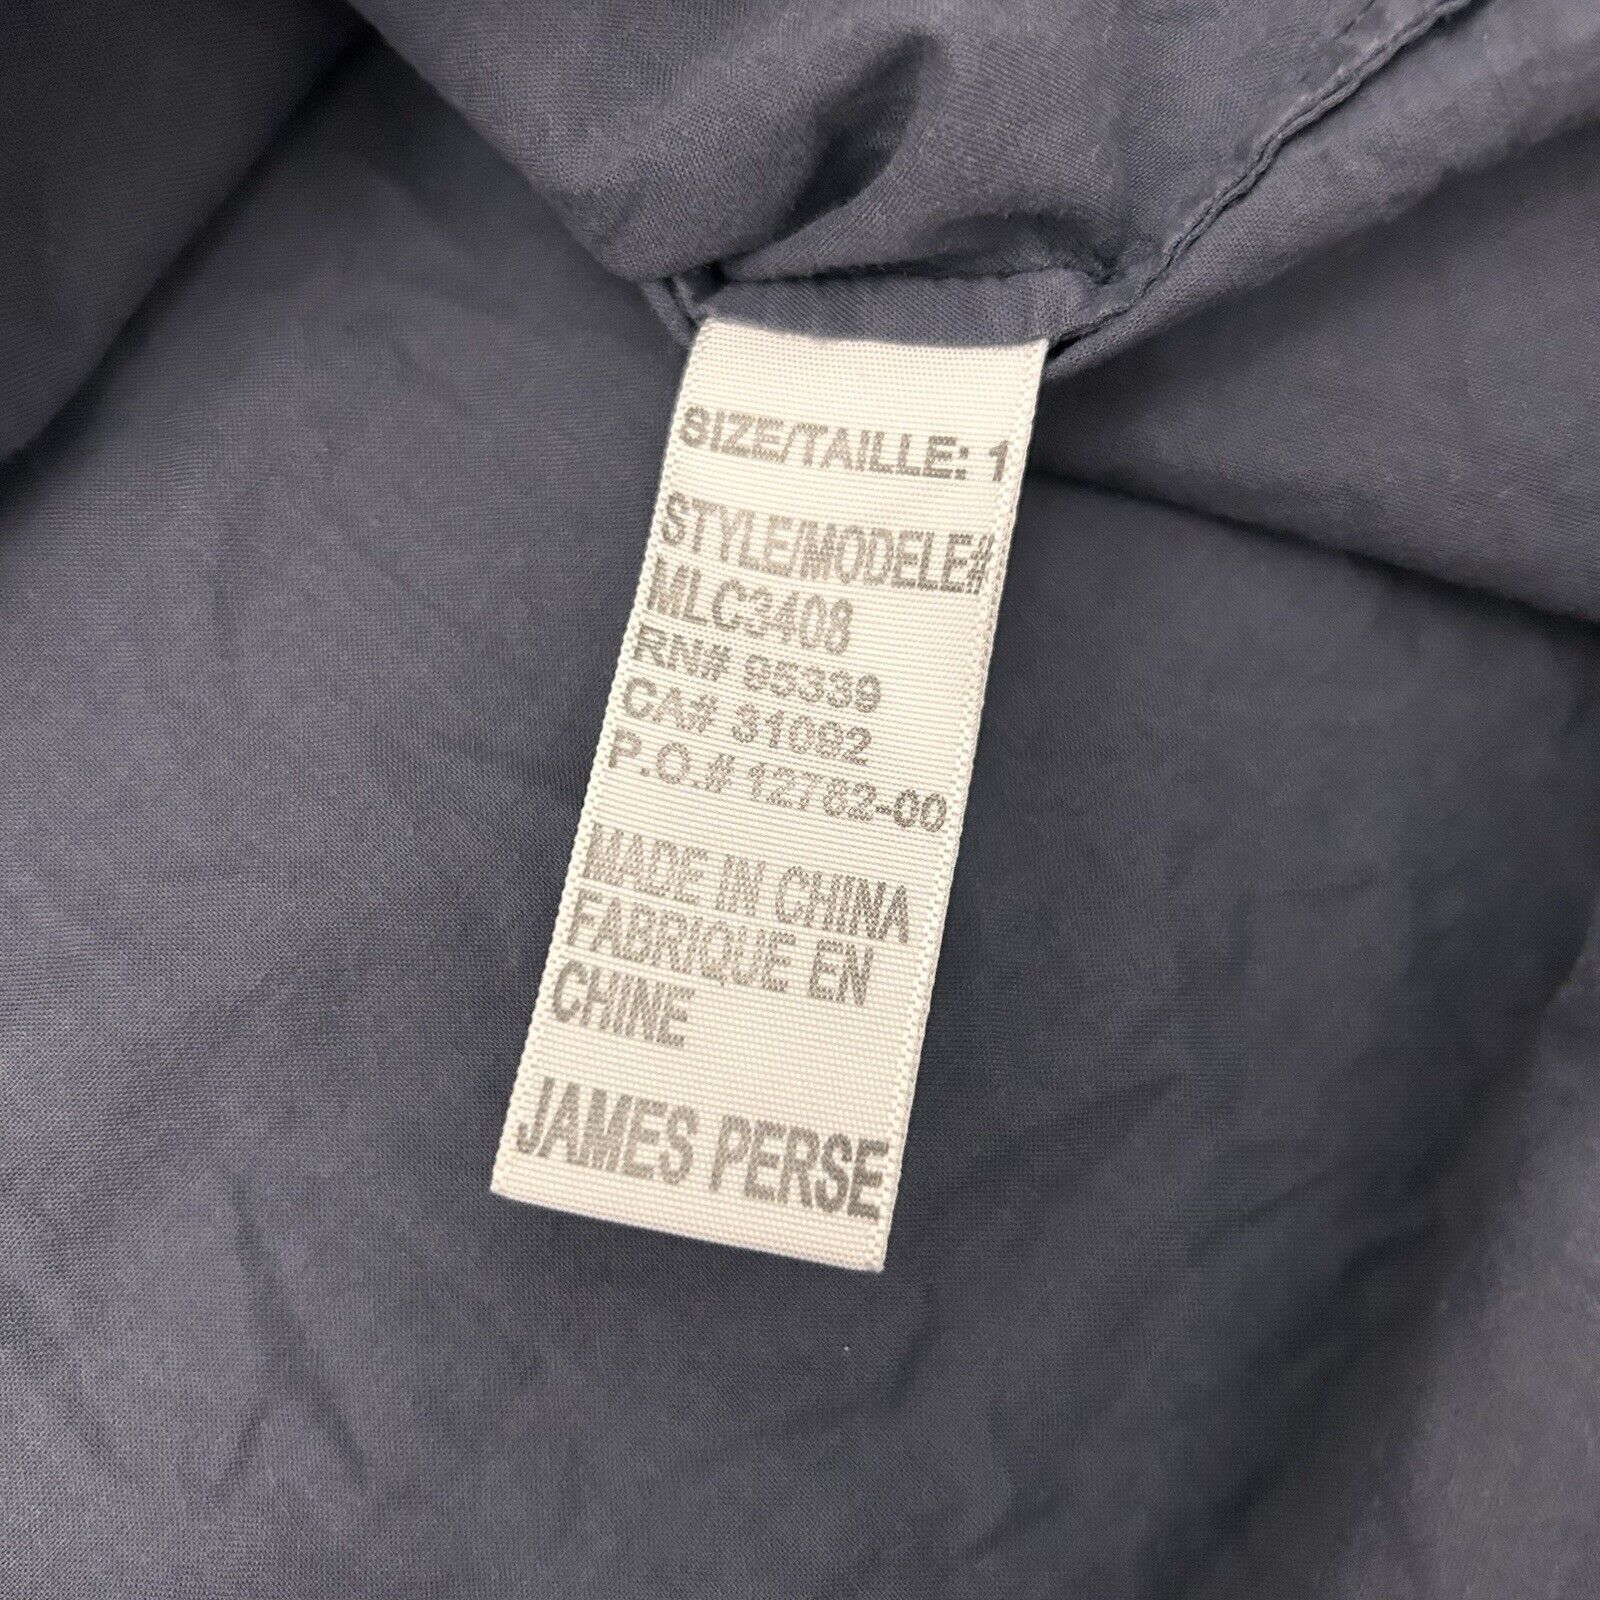 SIZE/TAILLE: 1
STYLE/MODELE#
MLC3408
RN# 95339
CA# 31092
P.O.# 12762-00
MADE IN CHINA
FABRIQUE EN
CHINE
JAMES PERSE